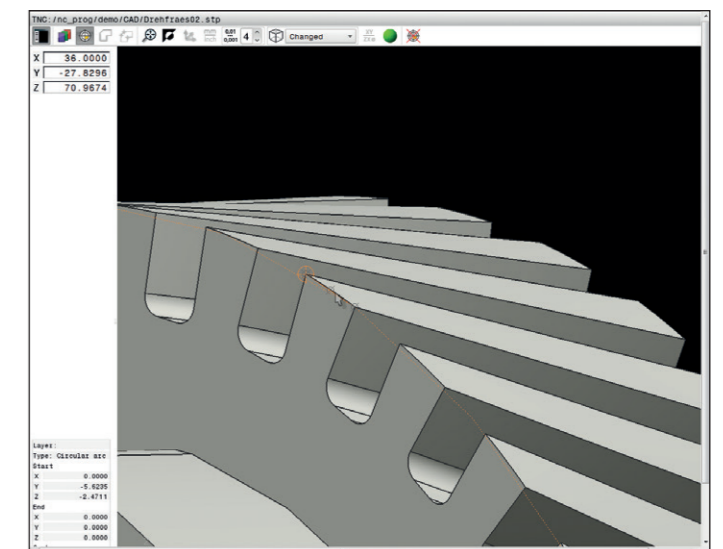 TNC:/nc_prog/demo/CAD/Drehfraes02.stp
0,01
0,001 4 Changed
X 36.0000
Y -27.8296
Z 70.9674
Layer:
Type: Circular arc
Start
X 0.0000
Y -5.6235
Z -2.4711
End
X 0.0000
Y 0.0000
Z 0.0000